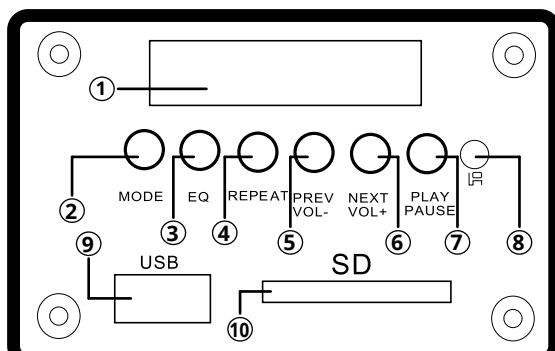 ①
MODE EQ REPEAT PREV VOL- NEXT VOL+ PLAY PAUSE
② ③ ④ ⑤ ⑥ ⑦ ⑧
⑨
USB SD
⑩